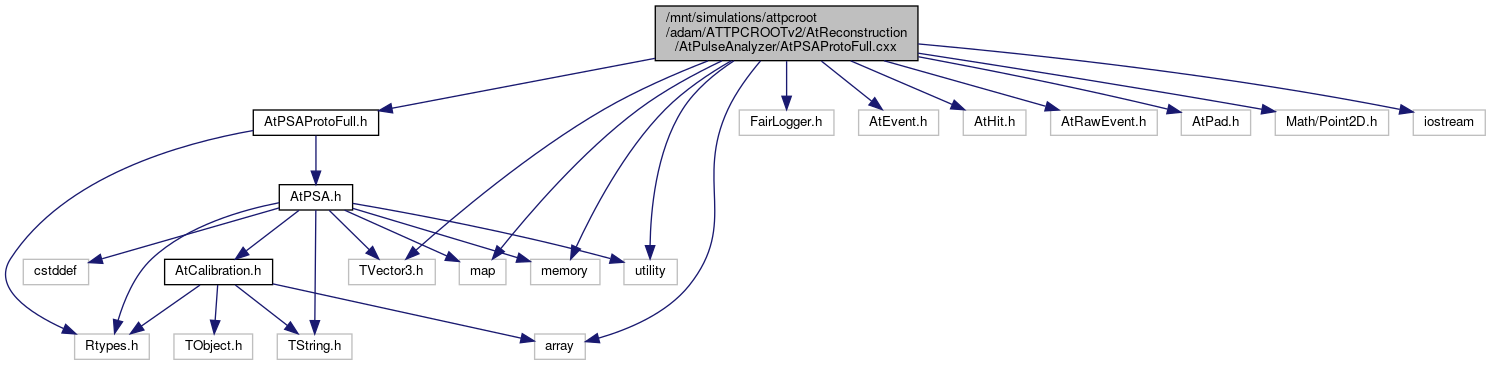 /mnt/simulations/attpcroot
/adam/ATTPCROOTv2/AtReconstruction
/AtPulseAnalyzer/AtPSAProtoFull.cxx
AtPSAProtoFull.h
FairLogger.h
AtEvent.h
AtHit.h
AtRawEvent.h
AtPad.h
Math/Point2D.h
iostream
AtPSA.h
cstddef
AtCalibration.h
TVector3.h
map
memory
utility
Rtypes.h
TObject.h
TString.h
array